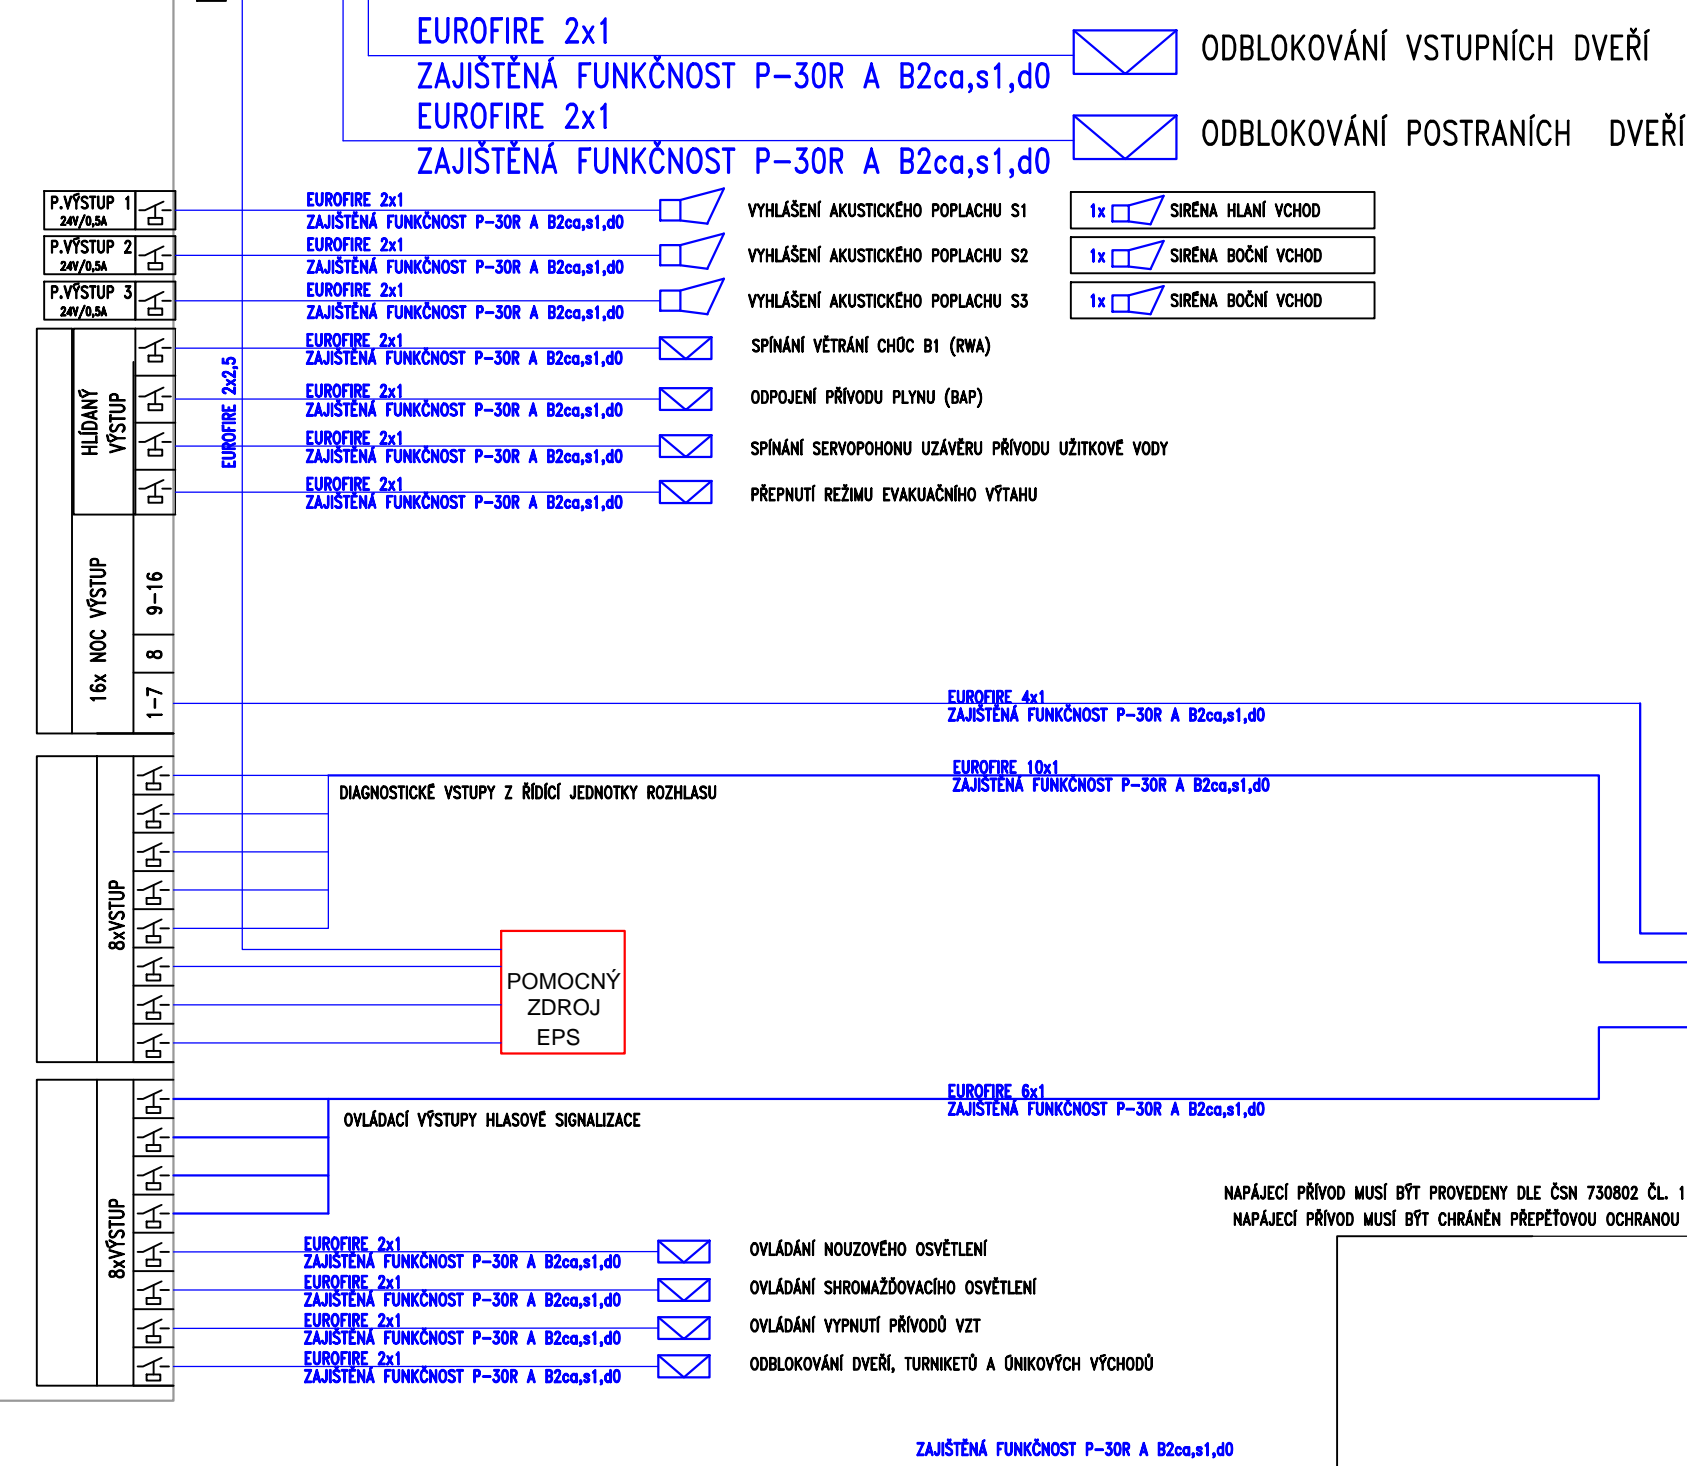 EUROFIRE 2x1
ZAJIŠTĚNÁ FUNKČNOST P-30R A B2ca,s1,d0
ODBLOKOVÁNÍ VSTUPNÍCH DVEŘÍ
EUROFIRE 2x1
ZAJIŠTĚNÁ FUNKČNOST P-30R A B2ca,s1,d0
ODBLOKOVÁNÍ POSTRANÍCH DVEŘÍ
P.VÝSTUP 1
24V/0,5A
EUROFIRE 2x1
ZAJIŠTĚNÁ FUNKČNOST P-30R A B2ca,s1,d0
VYHLÁŠENÍ AKUSTICKÉHO POPLACHU S1
1x SIRÉNA HLANÍ VCHOD
P.VÝSTUP 2
24V/0,5A
EUROFIRE 2x1
ZAJIŠTĚNÁ FUNKČNOST P-30R A B2ca,s1,d0
VYHLÁŠENÍ AKUSTICKÉHO POPLACHU S2
1x SIRÉNA BOČNÍ VCHOD
P.VÝSTUP 3
24V/0,5A
EUROFIRE 2x1
ZAJIŠTĚNÁ FUNKČNOST P-30R A B2ca,s1,d0
VYHLÁŠENÍ AKUSTICKÉHO POPLACHU S3
1x SIRÉNA BOČNÍ VCHOD
HLÍDANÝ
VÝSTUP
EUROFIRE 2x2,5
EUROFIRE 2x1
ZAJIŠTĚNÁ FUNKČNOST P-30R A B2ca,s1,d0
SPÍNÁNÍ VĚTRÁNÍ CHÚC B1 (RWA)
EUROFIRE 2x1
ZAJIŠTĚNÁ FUNKČNOST P-30R A B2ca,s1,d0
ODPOJENÍ PŘÍVODU PLYNU (BAP)
EUROFIRE 2x1
ZAJIŠTĚNÁ FUNKČNOST P-30R A B2ca,s1,d0
SPÍNÁNÍ SERVOPOHONU UZÁVĚRU PŘÍVODU UŽITKOVÉ VODY
EUROFIRE 2x1
ZAJIŠTĚNÁ FUNKČNOST P-30R A B2ca,s1,d0
PŘEPNUTÍ REŽIMU EVAKUAČNÍHO VÝTAHU
16x NOC VÝSTUP
9-16
8
1-7
EUROFIRE 4x1
ZAJIŠTĚNÁ FUNKČNOST P-30R A B2ca,s1,d0
8xVSTUP
DIAGNOSTICKÉ VSTUPY Z ŘÍDÍCÍ JEDNOTKY ROZHLASU
EUROFIRE 10x1
ZAJIŠTĚNÁ FUNKČNOST P-30R A B2ca,s1,d0
POMOCNÝ
ZDROJ
EPS
8xVÝSTUP
OVLÁDACÍ VÝSTUPY HLASOVÉ SIGNALIZACE
EUROFIRE 6x1
ZAJIŠTĚNÁ FUNKČNOST P-30R A B2ca,s1,d0
NAPÁJECÍ PŘÍVOD MUSÍ BÝT PROVEDENY DLE ČSN 730802 ČL. 1
NAPÁJECÍ PŘÍVOD MUSÍ BÝT CHRÁNĚN PŘEPĚŤOVOU OCHRANOU
EUROFIRE 2x1
ZAJIŠTĚNÁ FUNKČNOST P-30R A B2ca,s1,d0
OVLÁDÁNÍ NOUZOVÉHO OSVĚTLENÍ
EUROFIRE 2x1
ZAJIŠTĚNÁ FUNKČNOST P-30R A B2ca,s1,d0
OVLÁDÁNÍ SHROMAŽĎOVACÍHO OSVĚTLENÍ
EUROFIRE 2x1
ZAJIŠTĚNÁ FUNKČNOST P-30R A B2ca,s1,d0
OVLÁDÁNÍ VYPNUTÍ PŘÍVODŮ VZT
EUROFIRE 2x1
ZAJIŠTĚNÁ FUNKČNOST P-30R A B2ca,s1,d0
ODBLOKOVÁNÍ DVEŘÍ, TURNIKETŮ A ÚNIKOVÝCH VÝCHODŮ
ZAJIŠTĚNÁ FUNKČNOST P-30R A B2ca,s1,d0